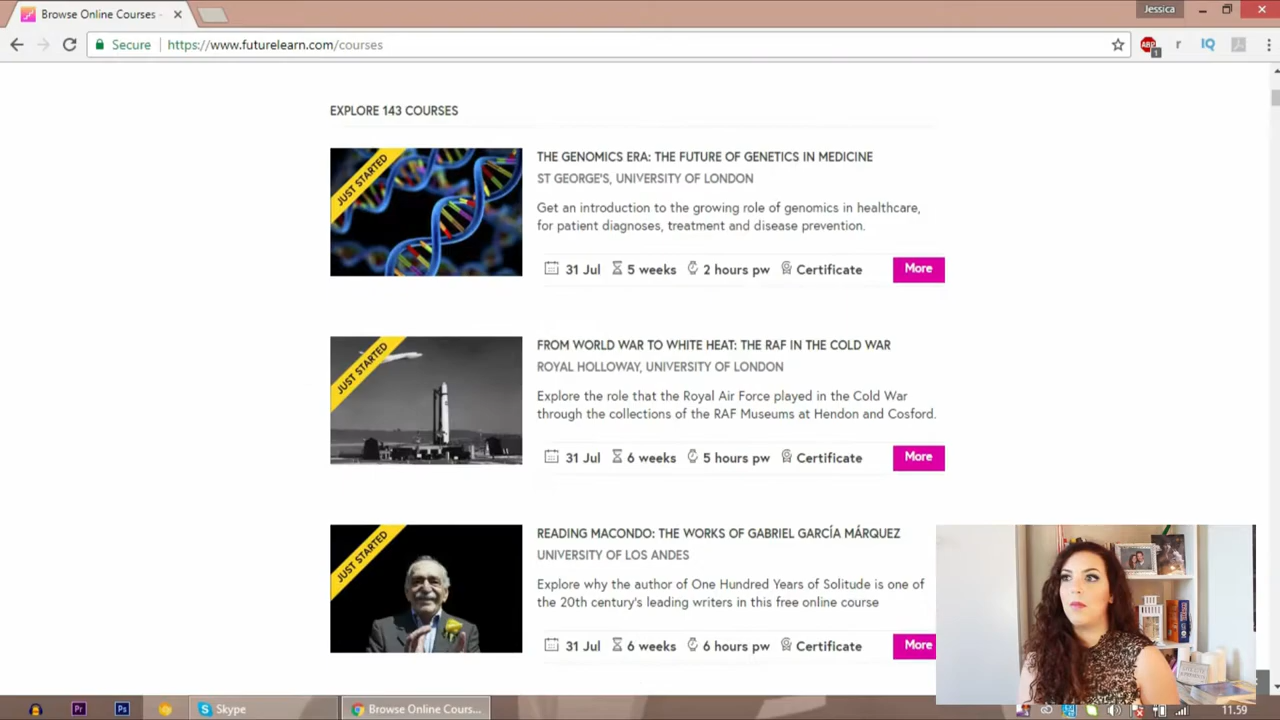 Browse Online Courses -
Jessica
Secure
https://www.futurelearn.com/courses
ABP
1
r
IQ
EXPLORE 143 COURSES
JUST STARTED
THE GENOMICS ERA: THE FUTURE OF GENETICS IN MEDICINE
ST GEORGE'S, UNIVERSITY OF LONDON
Get an introduction to the growing role of genomics in healthcare,
for patient diagnoses, treatment and disease prevention.
31 Jul 5 weeks 2 hours pw Certificate More
JUST STARTED
FROM WORLD WAR TO WHITE HEAT: THE RAF IN THE COLD WAR
ROYAL HOLLOWAY, UNIVERSITY OF LONDON
Explore the role that the Royal Air Force played in the Cold War
through the collections of the RAF Museums at Hendon and Cosford.
31 Jul 6 weeks 5 hours pw Certificate More
JUST STARTED
READING MACONDO: THE WORKS OF GABRIEL GARCÍA MÁRQUEZ
UNIVERSITY OF LOS ANDES
Explore why the author of One Hundred Years of Solitude is one of
the 20th century's leading writers in this free online course
31 Jul 6 weeks 6 hours pw Certificate More
Pr
Ps
Skype
Browse Online Cours...
11.59